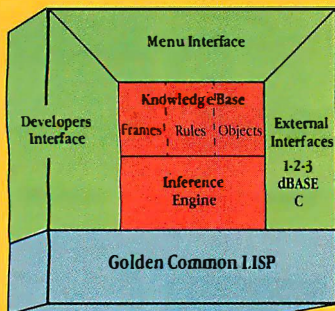 Menu Interface
Knowledge Base
Frames Rules Objects
Developers
Interface
External
Interfaces
1-2-3
dBASE
C
Inference
Engine
Golden Common LISP